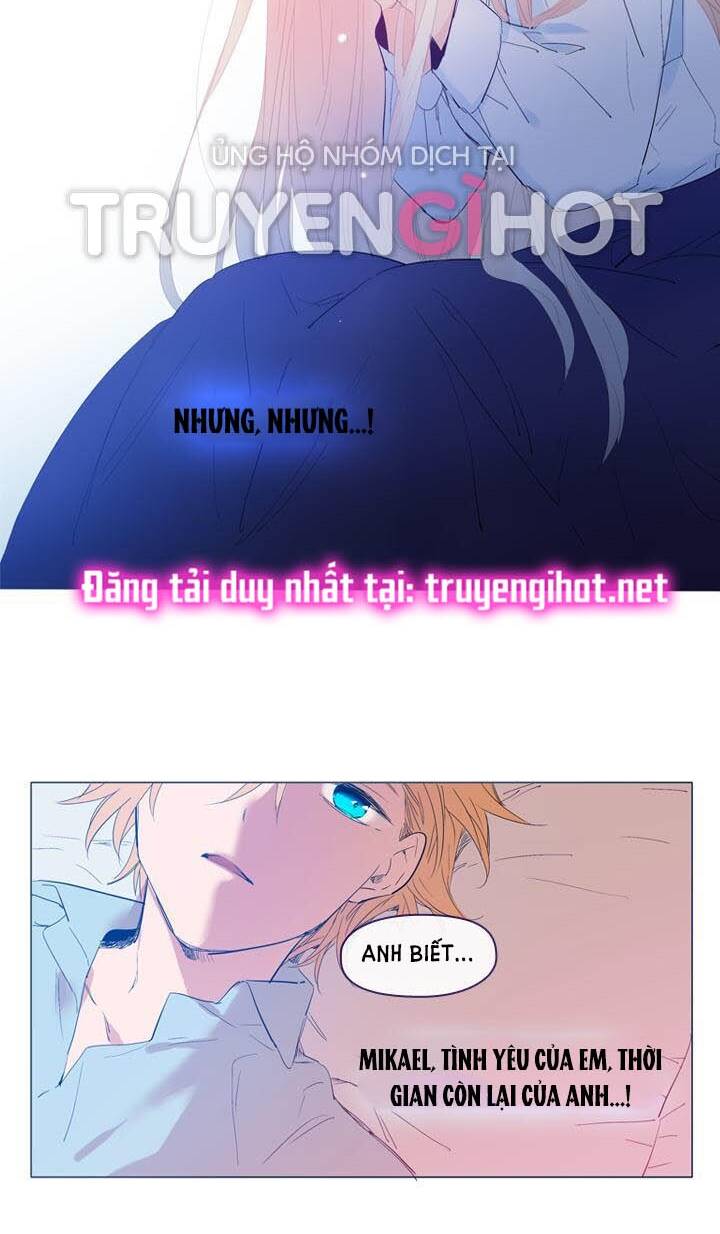 ỦNG HỘ NHÓM DỊCH TẠI
TRUYENGÌHOT
NHƯNG, NHƯNG...!
Đăng tải duy nhất tại: truyengihot.net
ANH BIẾT...
MIKAEL, TÌNH YÊU CỦA EM, THỜI
GIAN CÒN LẠI CỦA ANH...!